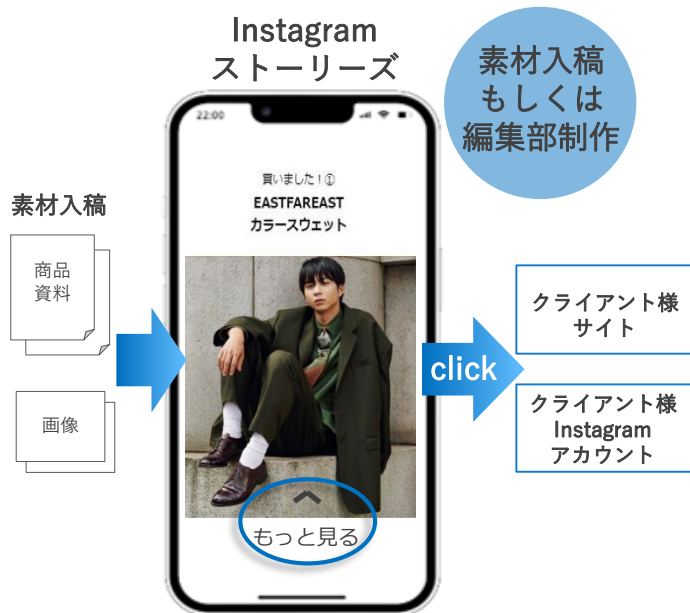 Instagram
ストーリーズ
素材入稿
もしくは
編集部制作
22:00
買いました！①
EASTFAREAST
カラースウェット
素材入稿
商品
資料
画像
click
もっと見る
クライアント様
サイト
クライアント様
Instagram
アカウント